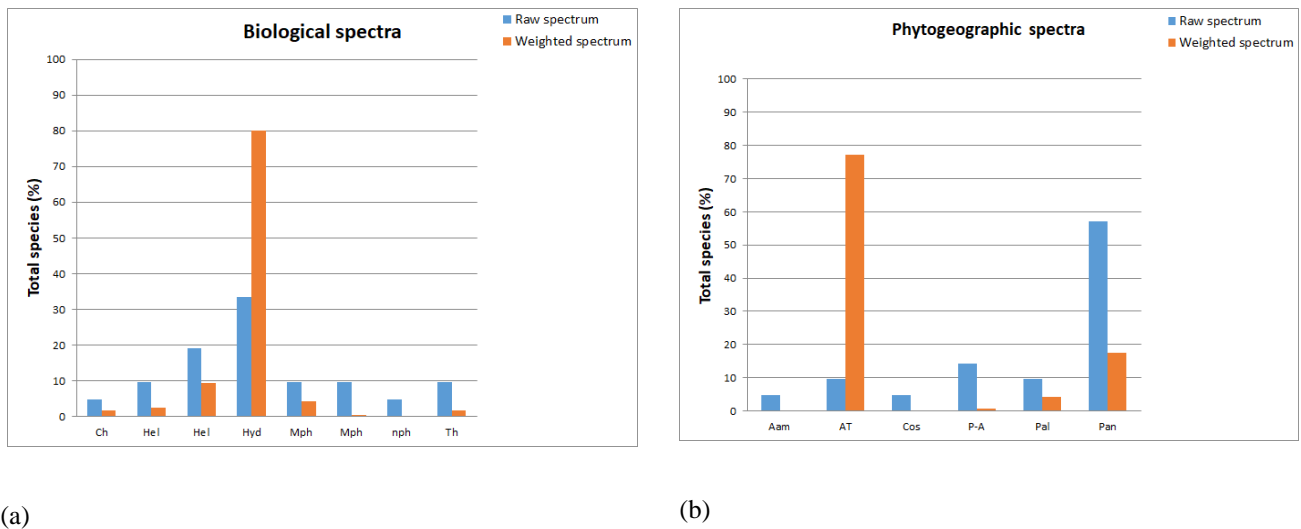 Biological spectra
Raw spectrum
Weighted spectrum
Total species (%)
100
90
80
70
60
50
40
30
20
10
0
Ch Hel Hel Hyd Mph Mph nph Th
(a)
Phytogeographic spectra
Raw spectrum
Weighted spectrum
Total species (%)
100
90
80
70
60
50
40
30
20
10
0
Aam AT Cos P-A Pal Pan
(b)